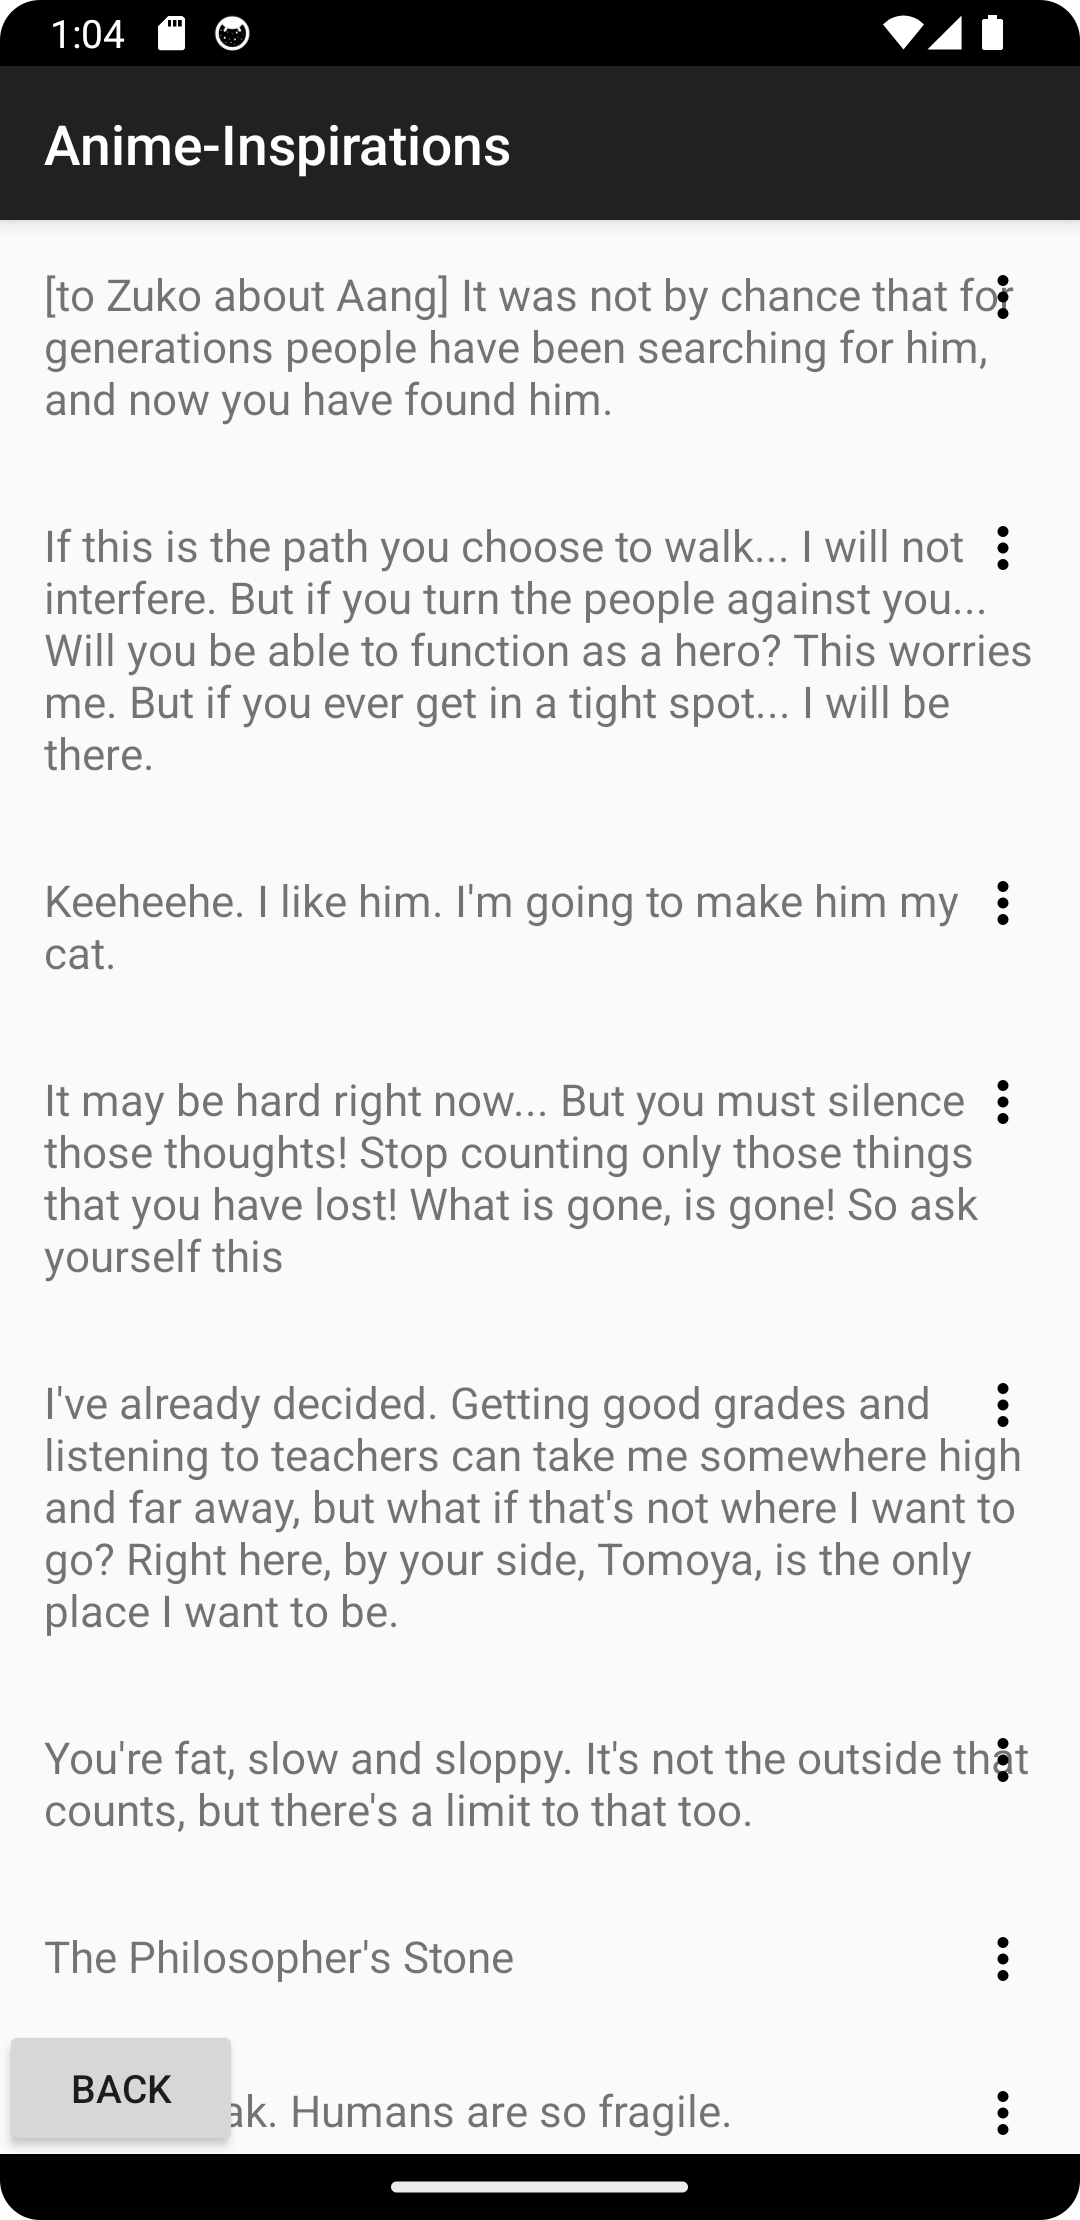 1:04
Anime-Inspirations
[to Zuko about Aang] It was not by chance that for
generations people have been searching for him,
and now you have found him.
If this is the path you choose to walk... I will not
interfere. But if you turn the people against you...
Will you be able to function as a hero? This worries
me. But if you ever get in a tight spot... I will be
there.
Keeheehe. I like him. I'm going to make him my
cat.
It may be hard right now... But you must silence
those thoughts! Stop counting only those things
that you have lost! What is gone, is gone! So ask
yourself this
I've already decided. Getting good grades and
listening to teachers can take me somewhere high
and far away, but what if that's not where I want to
go? Right here, by your side, Tomoya, is the only
place I want to be.
You're fat, slow and sloppy. It's not the outside that
counts, but there's a limit to that too.
The Philosopher's Stone
BACK
ak. Humans are so fragile.